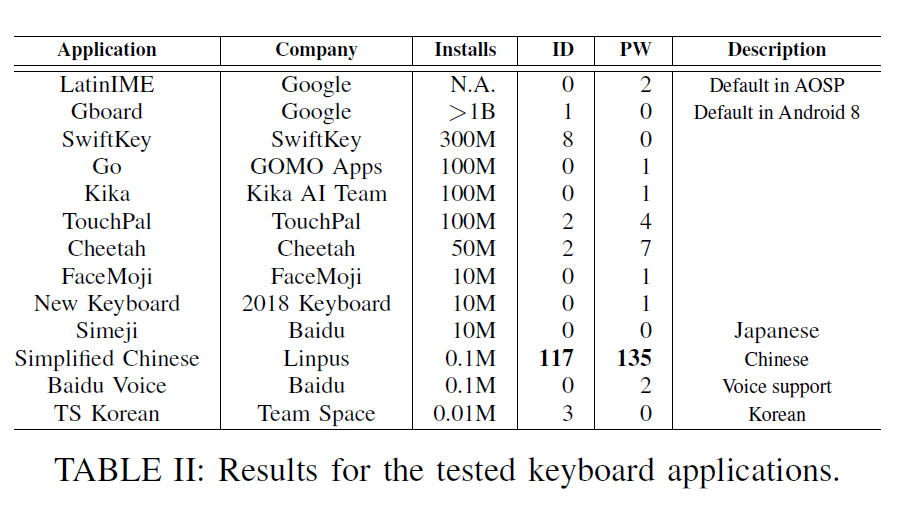 Application Company Installs ID PW Description
LatinIME Google N.A. 0 2 Default in AOSP
Gboard Google >1B 1 0 Default in Android 8
SwiftKey SwiftKey 300M 8 0
Go GOMO Apps 100M 0 1
Kika Kika AI Team 100M 0 1
TouchPal TouchPal 100M 2 4
Cheetah Cheetah 50M 2 7
FaceMoji FaceMoji 10M 0 1
New Keyboard 2018 Keyboard 10M 0 1
Simeji Baidu 10M 0 0 Japanese
Simplified Chinese Linpus 0.1M 117 135 Chinese
Baidu Voice Baidu 0.1M 0 2 Voice support
TS Korean Team Space 0.01M 3 0 Korean
TABLE II: Results for the tested keyboard applications.